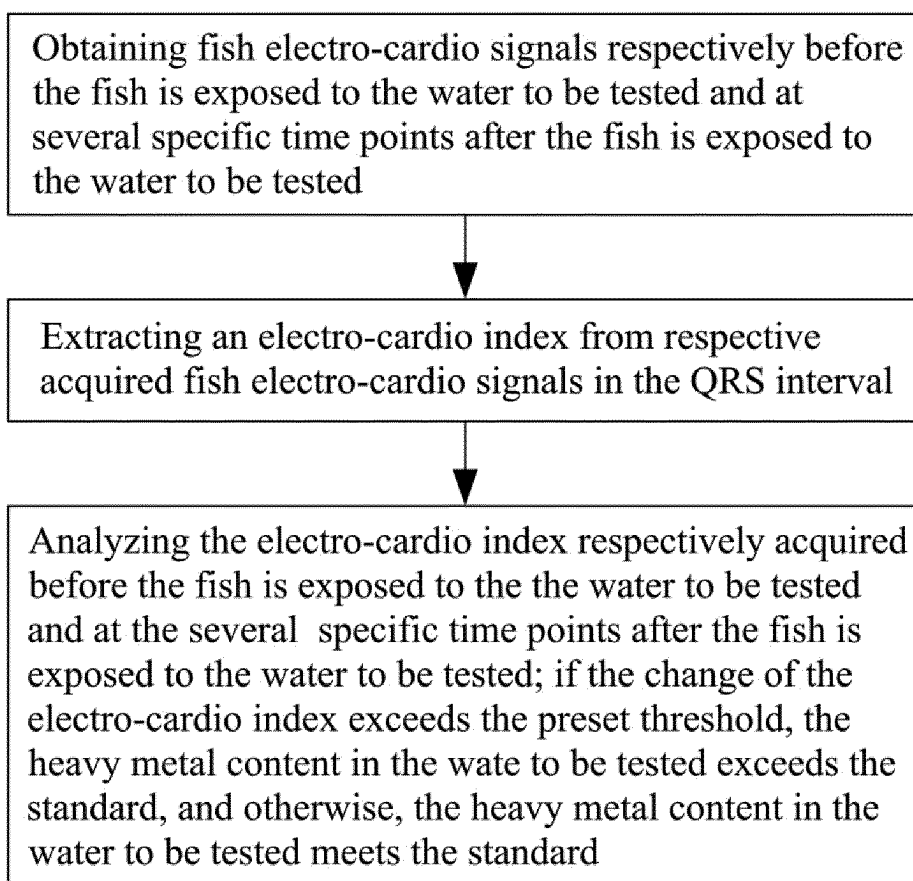 Obtaining fish electro-cardio signals respectively before
the fish is exposed to the water to be tested and at
several specific time points after the fish is exposed to
the water to be tested
Extracting an electro-cardio index from respective
acquired fish electro-cardio signals in the QRS interval
Analyzing the electro-cardio index respectively acquired
before the fish is exposed to the the water to be tested
and at the several specific time points after the fish is
exposed to the water to be tested; if the change of the
electro-cardio index exceeds the preset threshold, the
heavy metal content in the wate to be tested exceeds the
standard, and otherwise, the heavy metal content in the
water to be tested meets the standard